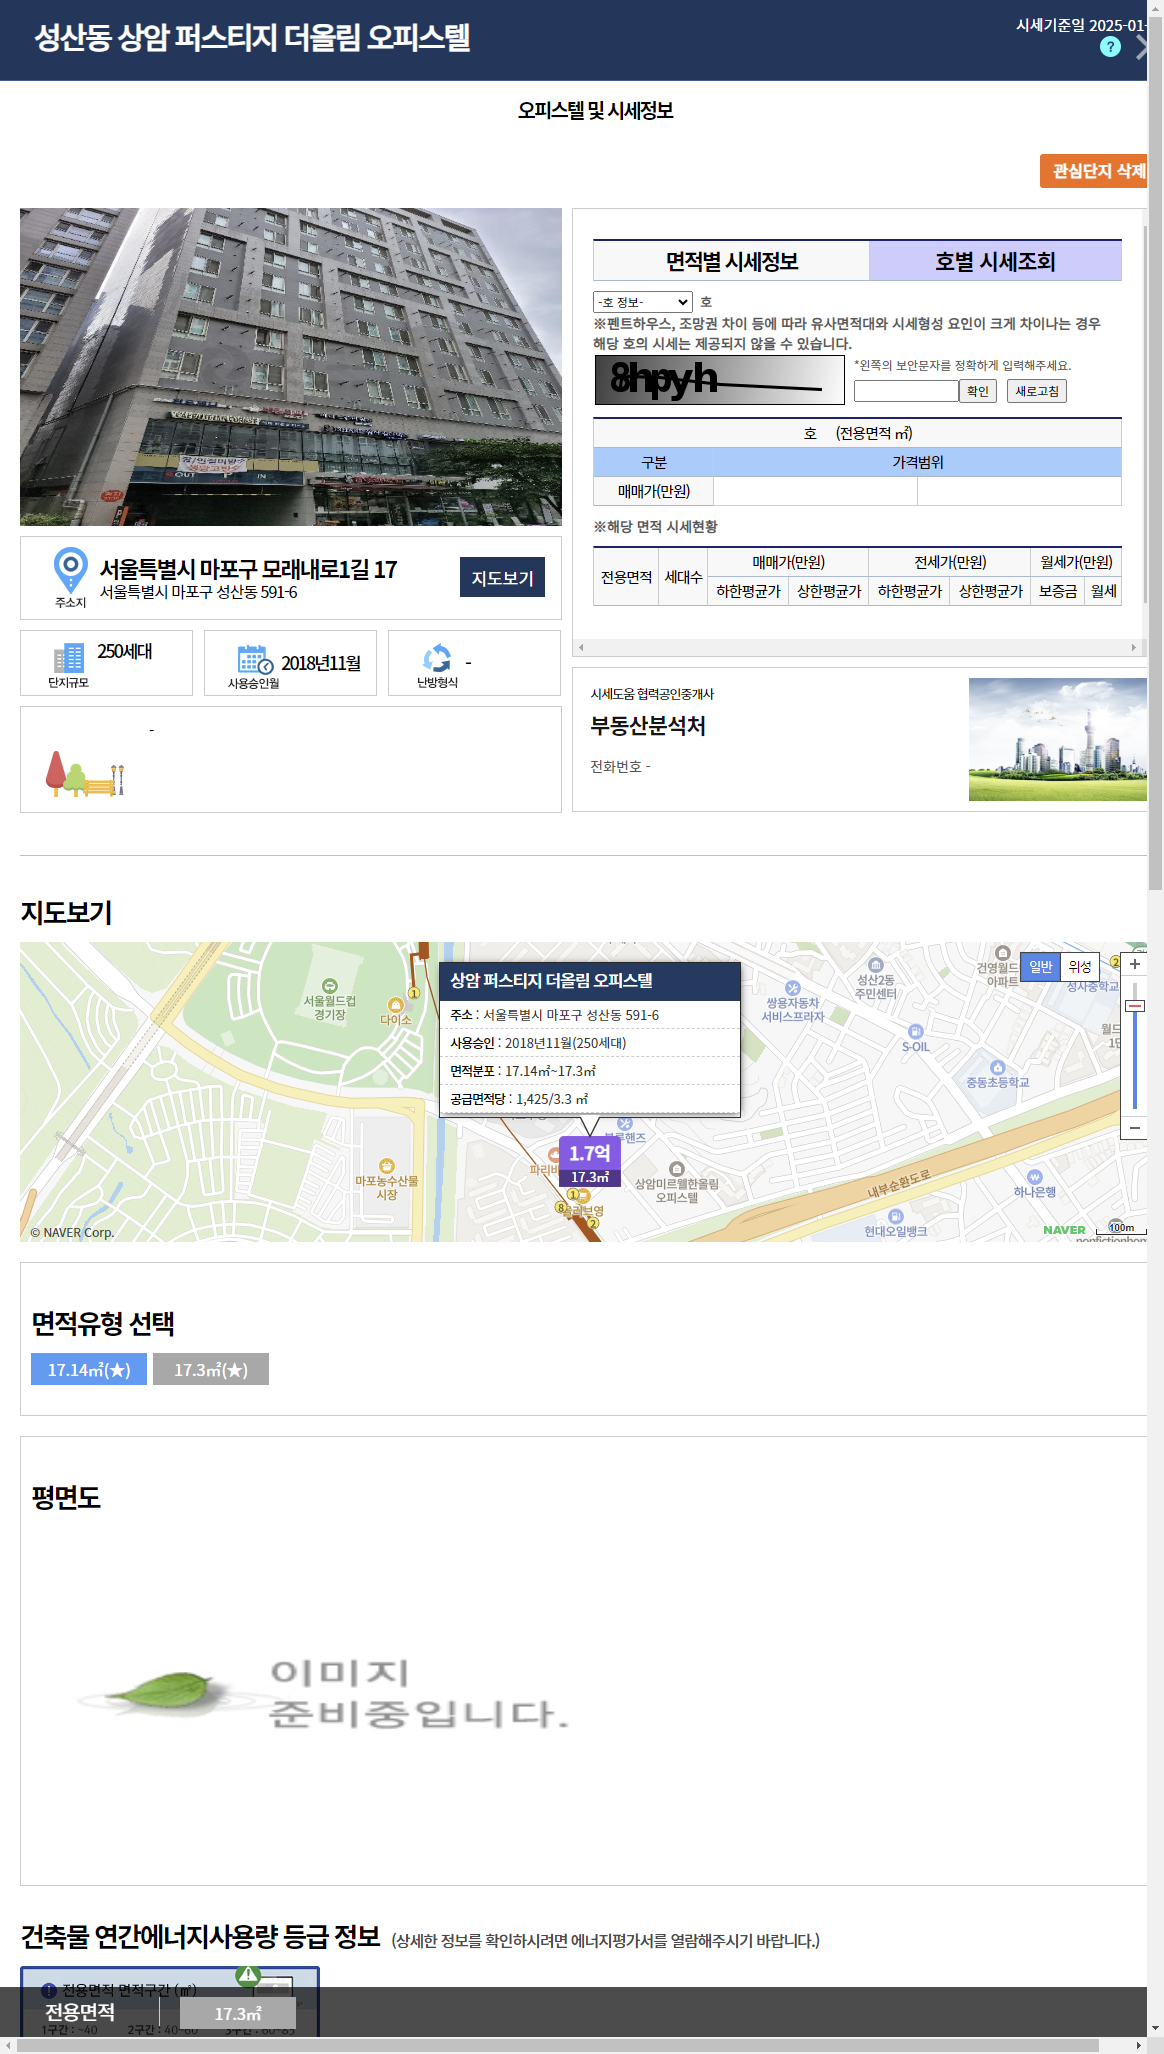 성산동 상암 퍼스티지 더올림 오피스텔
시세기준일 2025-01-
?
오피스텔 및 시세정보
관심단지 삭제
면적별 시세정보 호별 시세조회
-호 정보- 호
※펜트하우스, 조망권 차이 등에 따라 유사면적대와 시세형성 요인이 크게 차이나는 경우
해당 호의 시세는 제공되지 않을 수 있습니다.
8hpyh
*왼쪽의 보안문자를 정확하게 입력해주세요.
확인 새로고침
호 (전용면적 ㎡)
구분 가격범위
매매가(만원)
※해당 면적 시세현황
전용면적 세대수 매매가(만원) 전세가(만원) 월세가(만원)
하한평균가 상한평균가 하한평균가 상한평균가 보증금 월세
주소지
서울특별시 마포구 모래내로1길 17
서울특별시 마포구 성산동 591-6
지도보기
단지규모 250세대
사용승인월 2018년11월
난방형식 -
-
시세도움 협력공인중개사
부동산분석처
전화번호 -
지도보기
상암 퍼스티지 더올림 오피스텔
주소 : 서울특별시 마포구 성산동 591-6
사용승인 : 2018년11월(250세대)
면적분포 : 17.14㎡~17.3㎡
공급면적당 : 1,425/3.3 ㎡
1.7억
17.3㎡
서울월드컵
경기장
다이소
1
마포농수산물
시장
상암미르웰한올림
오피스텔
쌍용자동차
서비스프라자
성산2동
주민센터
S-OIL
중동초등학교
건영월드
아파트
일반 위성
성사중학교
내부순환도로
하나은행
현대오일뱅크
8
1
2
© NAVER Corp.
NAVER
100m
면적유형 선택
17.14㎡(★) 17.3㎡(★)
평면도
이미지
준비중입니다.
건축물 연간에너지사용량 등급 정보 (상세한 정보를 확인하시려면 에너지평가서를 열람해주시기 바랍니다.)
전용면적 면적구간 (㎡)
전용면적 17.3㎡
1구간 : ~40 2구간 : 40~60 3구간 : 60~85